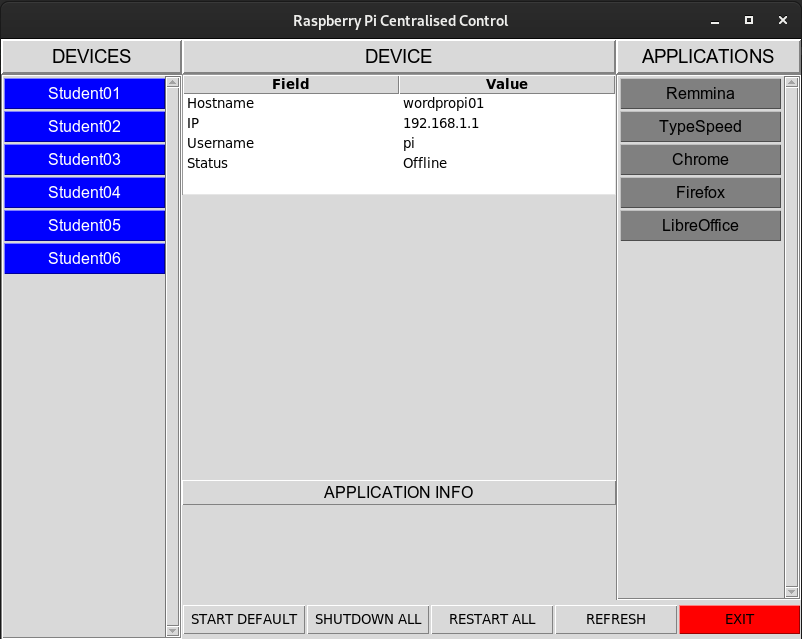 Raspberry Pi Centralised Control
DEVICES
Student01
Student02
Student03
Student04
Student05
Student06
DEVICE
Field Value
Hostname wordpropi01
IP 192.168.1.1
Username pi
Status Offline
APPLICATION INFO
APPLICATIONS
Remmina
TypeSpeed
Chrome
Firefox
LibreOffice
START DEFAULT SHUTDOWN ALL RESTART ALL REFRESH EXIT